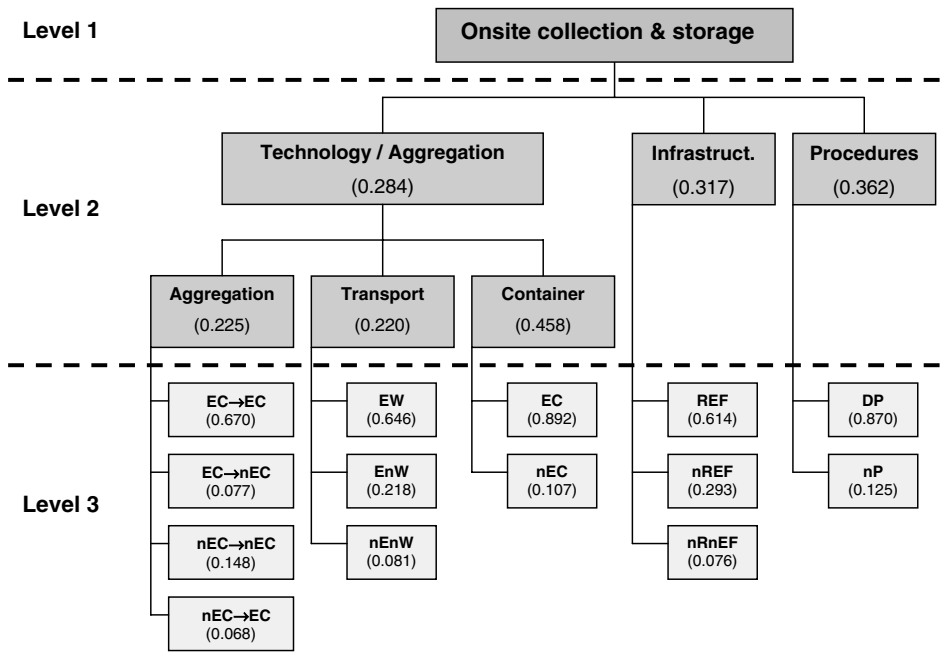 Level 1
Onsite collection & storage
Technology / Aggregation
(0.284)
Infrastruct.
(0.317)
Procedures
(0.362)
Level 2
Aggregation
(0.225)
Transport
(0.220)
Container
(0.458)
EC→EC
(0.670)
EW
(0.646)
EC
(0.892)
REF
(0.614)
DP
(0.870)
EC→nEC
(0.077)
EnW
(0.218)
nEC
(0.107)
nREF
(0.293)
nP
(0.125)
Level 3
nEC→nEC
(0.148)
nEnW
(0.081)
nRnEF
(0.076)
nEC→EC
(0.068)